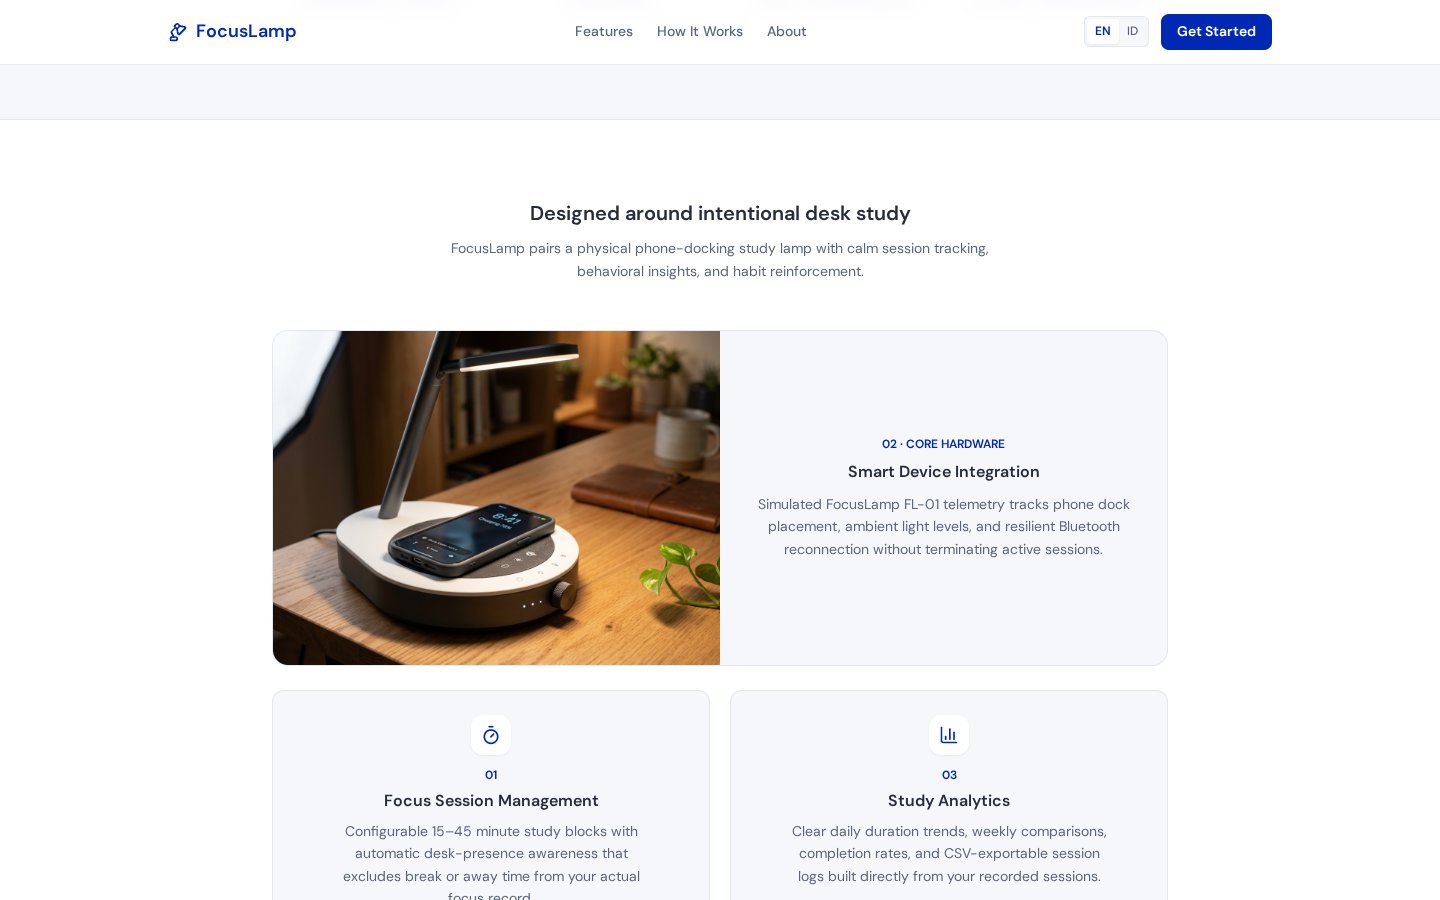 FocusLamp
Features
How It Works
About
EN
ID
Get Started
Designed around intentional desk study
FocusLamp pairs a physical phone-docking study lamp with calm session tracking,
behavioral insights, and habit reinforcement.
8:41
02 · CORE HARDWARE
Smart Device Integration
Simulated FocusLamp FL-01 telemetry tracks phone dock
placement, ambient light levels, and resilient Bluetooth
reconnection without terminating active sessions.
01
Focus Session Management
Configurable 15–45 minute study blocks with
automatic desk-presence awareness that
excludes break or away time from your actual
focus record.
03
Study Analytics
Clear daily duration trends, weekly comparisons,
completion rates, and CSV-exportable session
logs built directly from your recorded sessions.